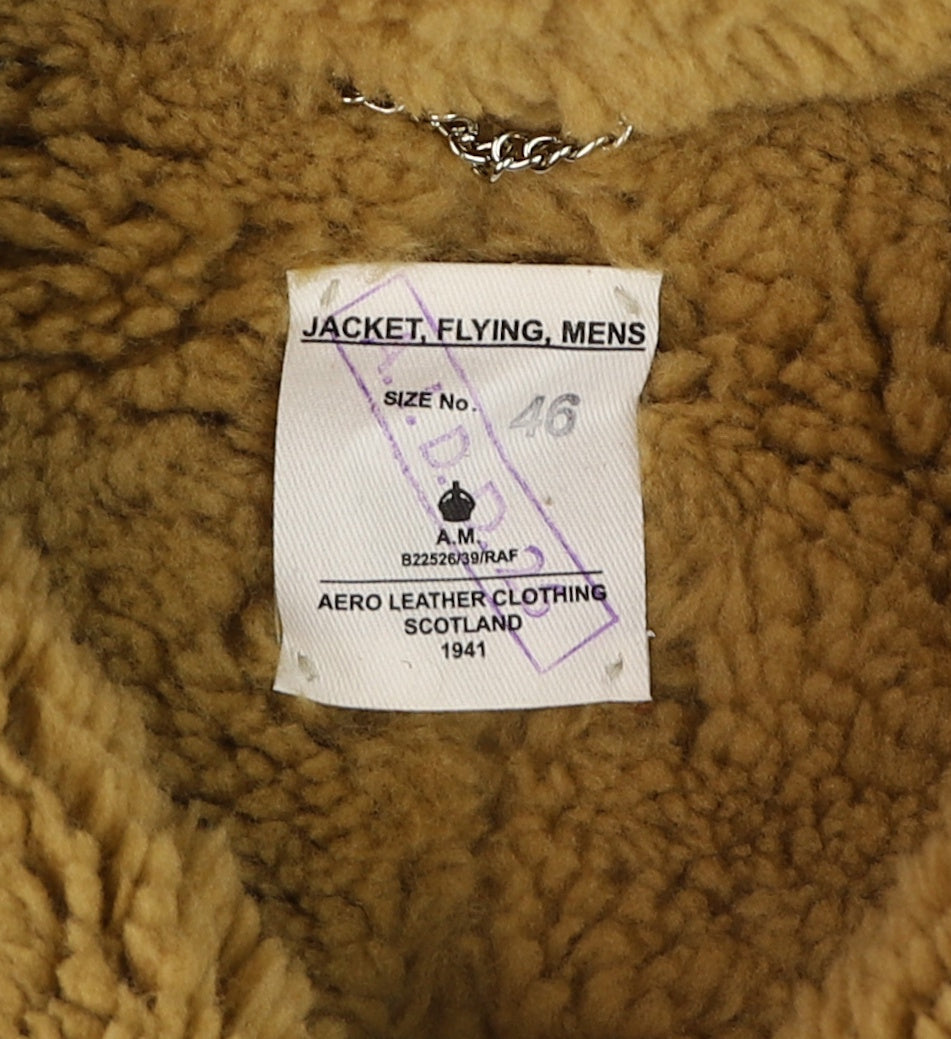 JACKET, FLYING, MENS
SIZE No. 46
A.M.
B22526/39/RAF
AERO LEATHER CLOTHING
SCOTLAND
1941